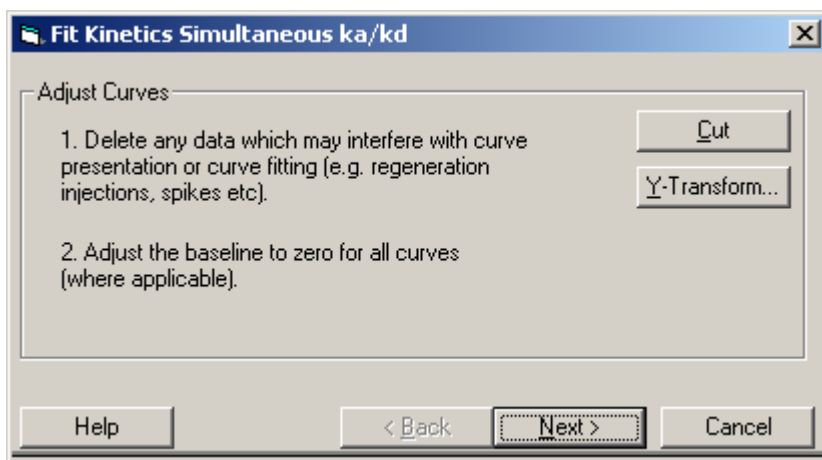 Fit Kinetics Simultaneous ka/kd
Adjust Curves
1. Delete any data which may interfere with curve
presentation or curve fitting (e.g. regeneration
injections, spikes etc).
2. Adjust the baseline to zero for all curves
(where applicable).
Cut
Y-Transform...
Help
< Back
Next >
Cancel